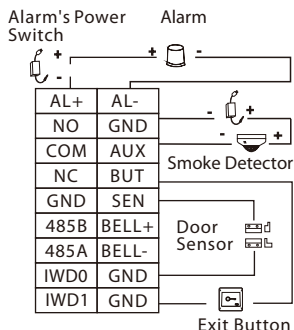 Alarm's Power Alarm
Switch
+ + -
-
AL+ AL-
- +
NO GND
- +
COM AUX
Smoke Detector
NC BUT
GND SEN
485B BELL+ Door
485A BELL- Sensor
IWD0 GND
IWD1 GND
Exit Button